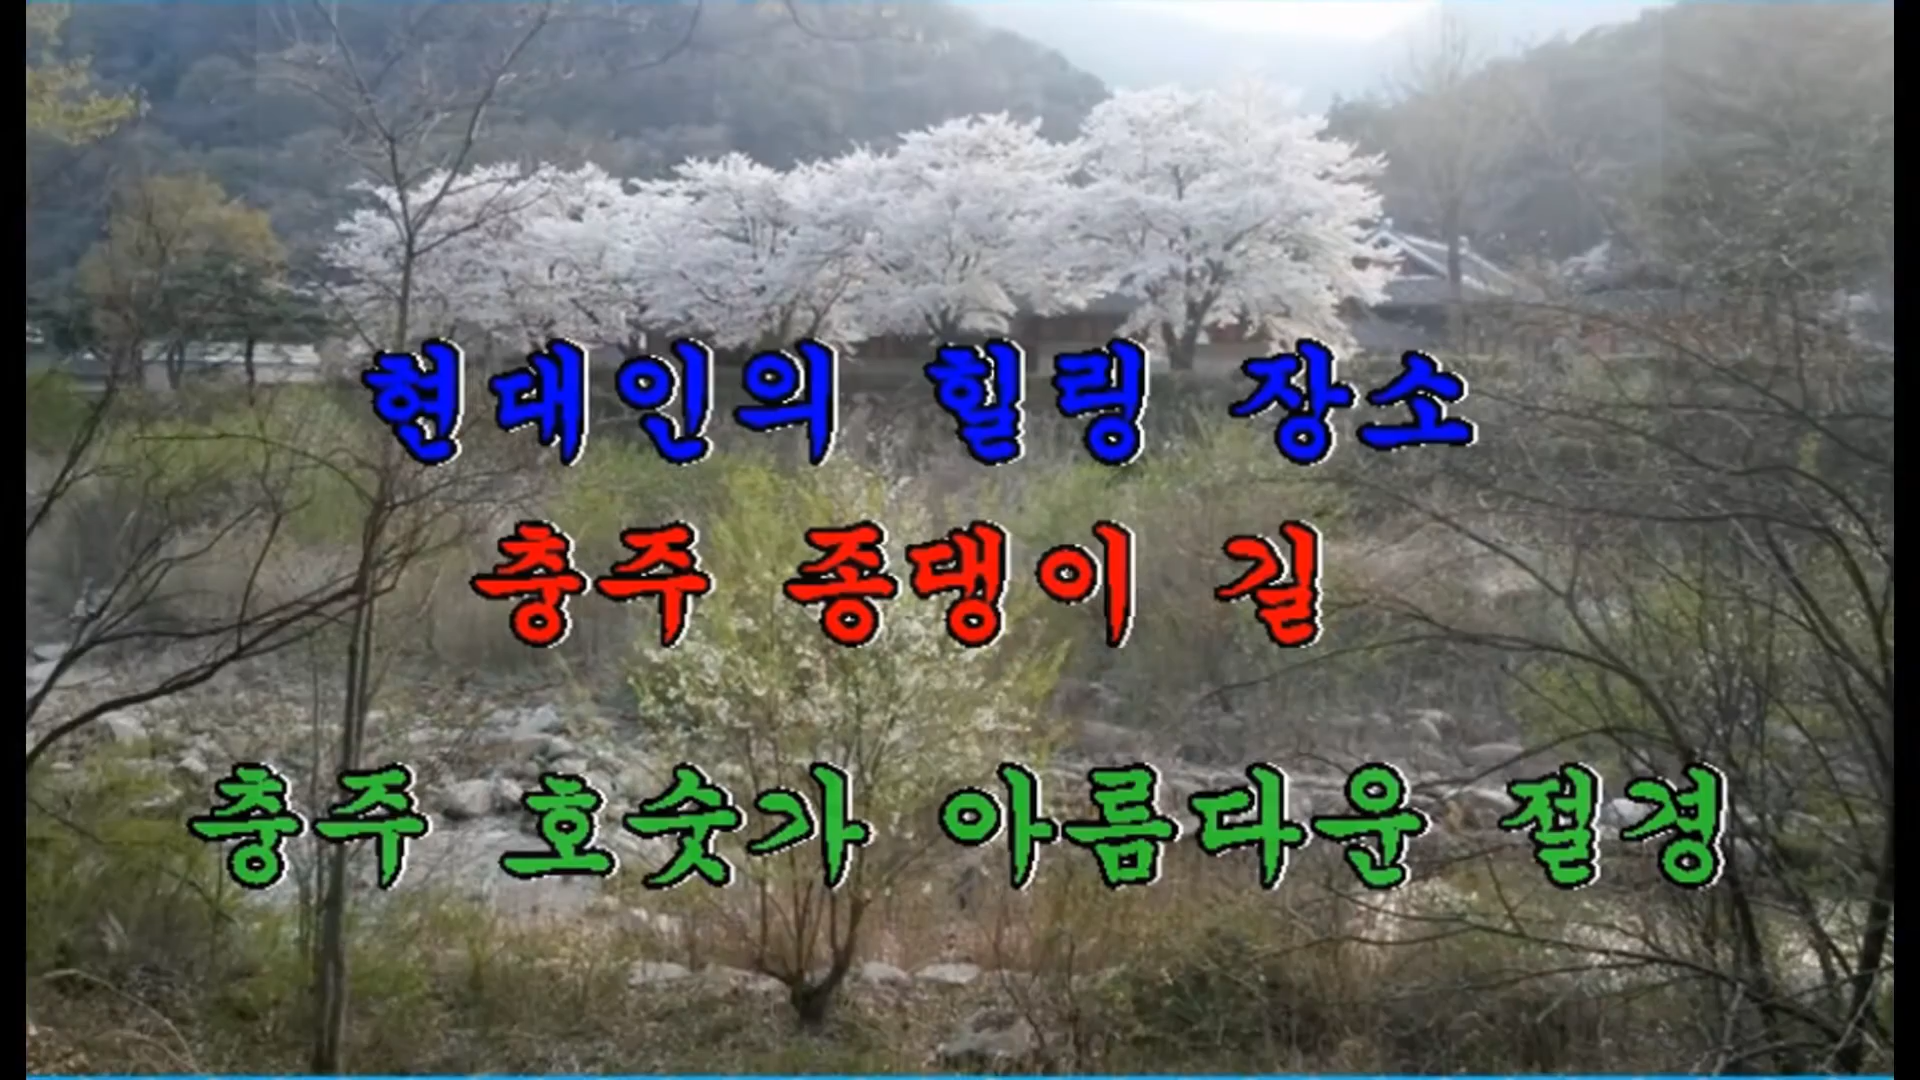 현대인의 힐링 장소
충주 종댕이 길
충주 호숫가 아름다운 절경